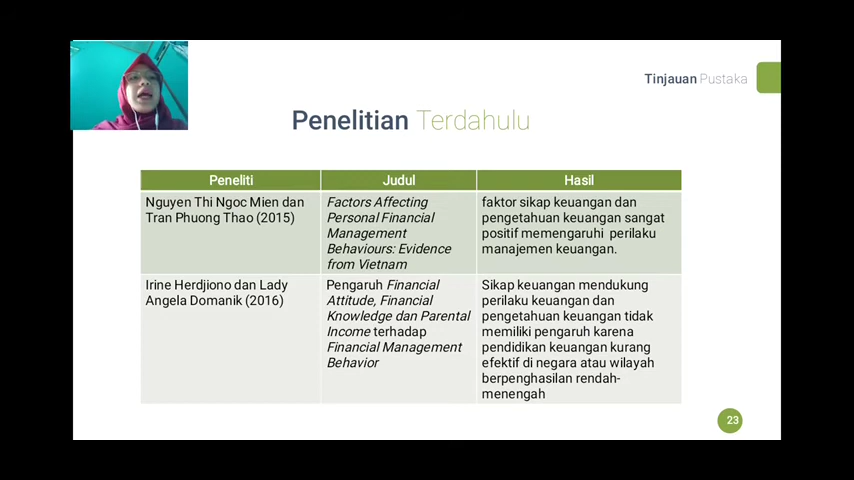 Tinjauan Pustaka
Penelitian Terdahulu
Peneliti
Judul
Hasil
Nguyen Thi Ngoc Mien dan
Tran Phuong Thao (2015)
Factors Affecting
Personal Financial
Management
Behaviours: Evidence
from Vietnam
faktor sikap keuangan dan
pengetahuan keuangan sangat
positif memengaruhi perilaku
manajemen keuangan.
Irine Herdjiono dan Lady
Angela Domanik (2016)
Pengaruh Financial
Attitude, Financial
Knowledge dan Parental
Income terhadap
Financial Management
Behavior
Sikap keuangan mendukung
perilaku keuangan dan
pengetahuan keuangan tidak
memiliki pengaruh karena
pendidikan keuangan kurang
efektif di negara atau wilayah
berpenghasilan rendah-
menengah
23